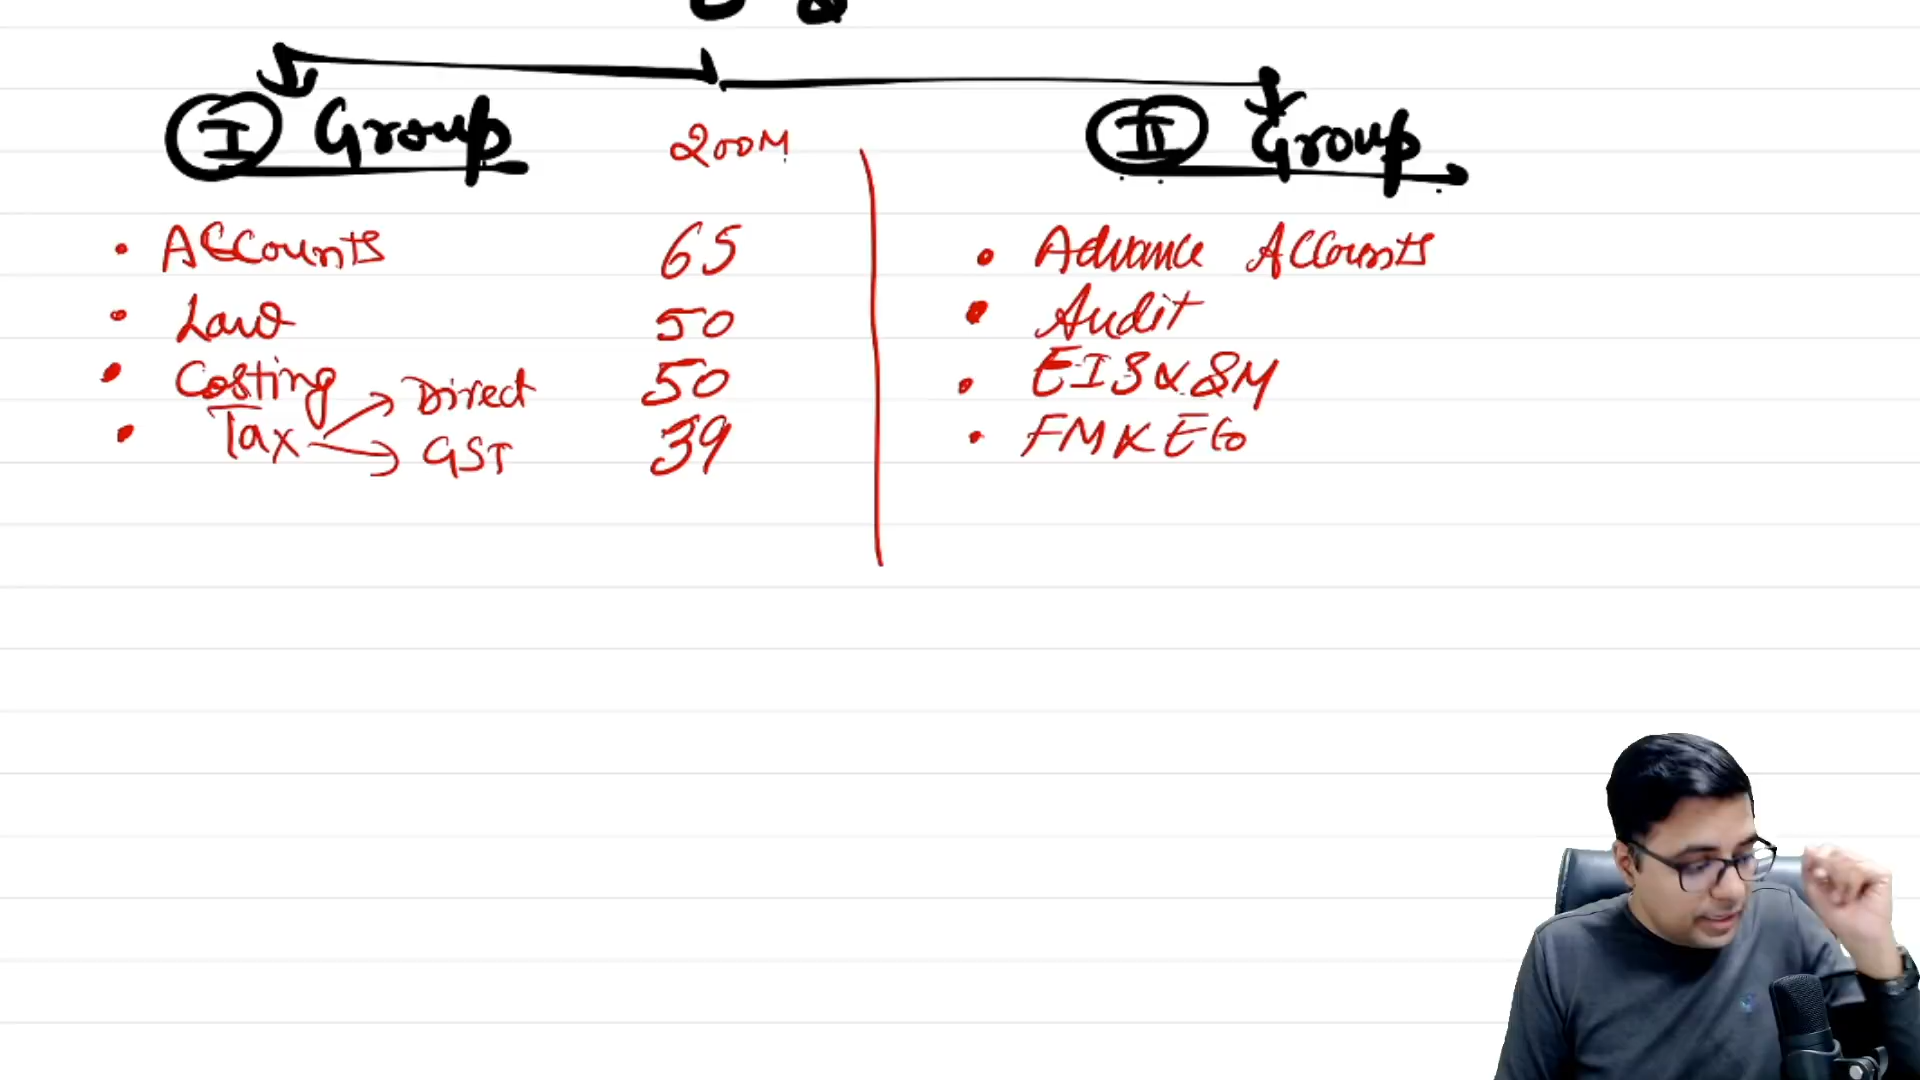 I Group
200M
II Group
• Accounts 65
• Law 50
• Costing 50
• Tax Direct GST 39
• Advance Accounts
• Audit
• EIS & SM
• FM & Eco